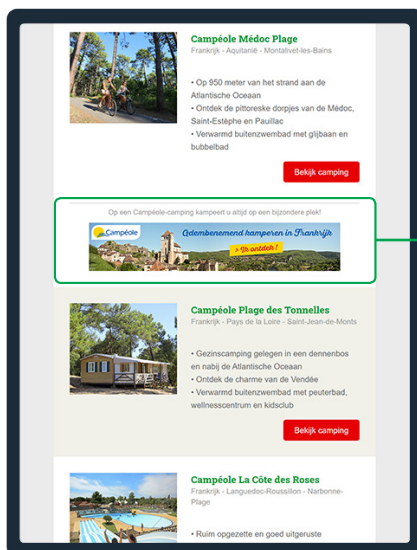 Campéole Médoc Plage
Frankrijk - Aquitanië - Montalivet-les-Bains
• Op 950 meter van het strand aan de
Atlantische Oceaan
• Ontdek de pittoreske dorpjes van de Médoc,
Saint-Estèphe en Pauillac
• Verwarmd buitenzwembad met glijbaan en
bubbelbad
Bekijk camping
Op een Campéole-camping kampeert u altijd op een bijzondere plek!
Campéole
Adembenemend kamperen in Frankrijk
> Ik ontdek !
Campéole Plage des Tonnelles
Frankrijk - Pays de la Loire - Saint-Jean-de-Monts
• Gezinscamping gelegen in een dennenbos
en nabij de Atlantische Oceaan
• Ontdek de charme van de Vendée
• Verwarmd buitenzwembad met peuterbad,
wellnesscentrum en kidsclub
Bekijk camping
Campéole La Côte des Roses
Frankrijk - Languedoc-Roussillon - Narbonne-
Plage
• Ruim opgezette en goed uitgeruste